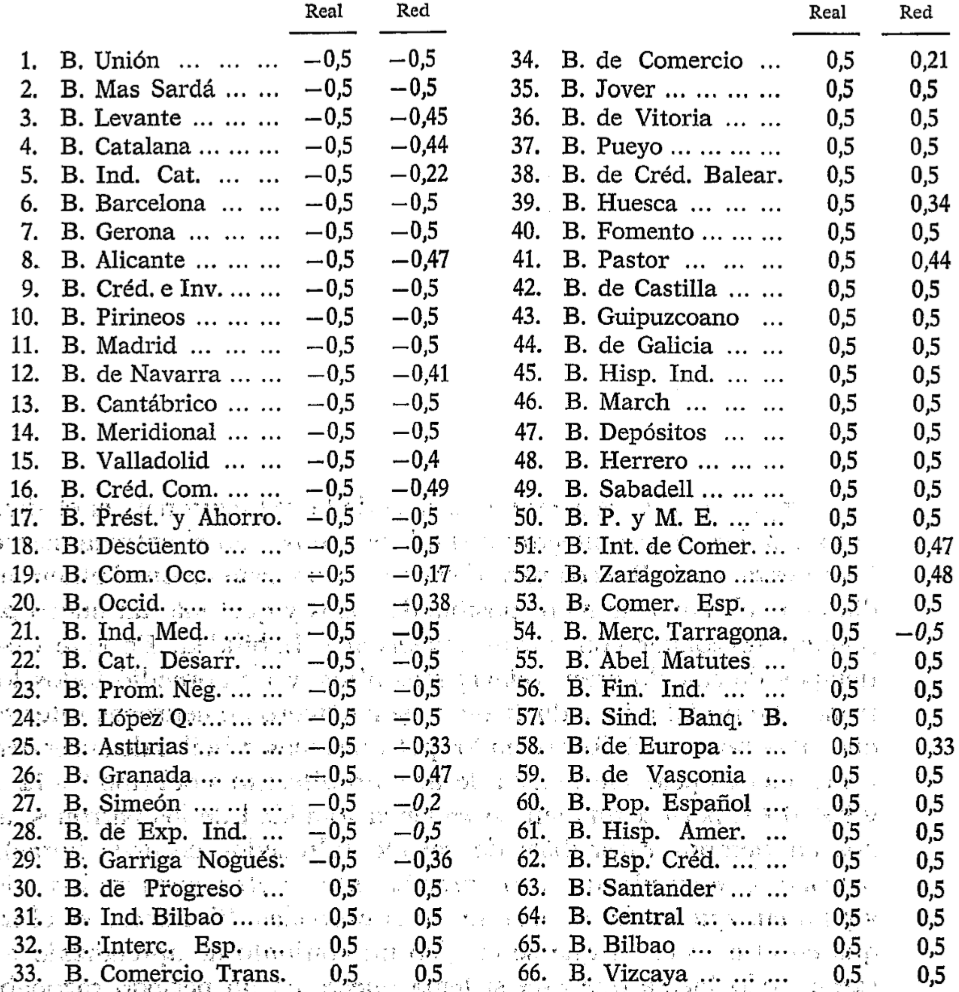 Real Red
1. B. Unión ... ... ... —0,5 —0,5
2. B. Mas Sardá ... ... —0,5 —0,5
3. B. Levante ... ... ... —0,5 —0,45
4. B. Catalana ... ... ... —0,5 —0,44
5. B. Ind. Cat. ... ... —0,5 —0,22
6. B. Barcelona ... ... —0,5 —0,5
7. B. Gerona ... ... ... —0,5 —0,5
8. B. Alicante ... ... ... —0,5 —0,47
9. B. Créd. e Inv. ... ... —0,5 —0,5
10. B. Pirineos ... ... ... —0,5 —0,5
11. B. Madrid ... ... ... —0,5 —0,5
12. B. de Navarra ... ... —0,5 —0,41
13. B. Cantábrico ... ... —0,5 —0,5
14. B. Meridional ... ... —0,5 —0,5
15. B. Valladolid ... ... —0,5 —0,4
16. B. Créd. Com. ... ... —0,5 —0,49
17. B. Prést. y Ahorro. —0,5 —0,5
18. B. Descuento ... ... —0,5 —0,5
19. B. Com. Occ. ... ... —0,5 —0,17
20. B. Occid. ... ... ... —0,5 —0,38
21. B. Ind. Med. ... ... —0,5 —0,5
22. B. Cat. Desarr. ... —0,5 —0,5
23. B. Prom. Neg. ... ... —0,5 —0,5
24. B. López Q. ... ... ... —0,5 —0,5
25. B. Asturias ... ... ... —0,5 —0,33
26. B. Granada ... ... ... —0,5 —0,47
27. B. Simeón ... ... ... —0,5 —0,2
28. B. de Exp. Ind. ... —0,5 —0,5
29. B. Garriga Nogués. —0,5 —0,36
30. B. de Progreso ... 0,5 0,5
31. B. Ind. Bilbao ... ... 0,5 0,5
32. B. Interc. Esp. ... 0,5 0,5
33. B. Comercio Trans. 0,5 0,5
Real Red
34. B. de Comercio ... 0,5 0,21
35. B. Jover ... ... ... ... 0,5 0,5
36. B. de Vitoria ... ... 0,5 0,5
37. B. Pueyo ... ... ... ... 0,5 0,5
38. B. de Créd. Balear. 0,5 0,5
39. B. Huesca ... ... ... 0,5 0,34
40. B. Fomento ... ... ... 0,5 0,5
41. B. Pastor ... ... ... 0,5 0,44
42. B. de Castilla ... ... 0,5 0,5
43. B. Guipuzcoano ... 0,5 0,5
44. B. de Galicia ... ... 0,5 0,5
45. B. Hisp. Ind. ... ... 0,5 0,5
46. B. March ... ... ... 0,5 0,5
47. B. Depósitos ... ... 0,5 0,5
48. B. Herrero ... ... ... 0,5 0,5
49. B. Sabadell ... ... ... 0,5 0,5
50. B. P. y M. E. ... ... 0,5 0,5
51. B. Int. de Comer. ... 0,5 0,47
52. B. Zaragozano ... ... 0,5 0,48
53. B. Comer. Esp. ... 0,5 0,5
54. B. Merc. Tarragona. 0,5 —0,5
55. B. Abel Matutes ... 0,5 0,5
56. B. Fin. Ind. ... ... 0,5 0,5
57. B. Sind. Banq. B. 0,5 0,5
58. B. de Europa ... ... 0,5 0,33
59. B. de Vasconia ... 0,5 0,5
60. B. Pop. Español ... 0,5 0,5
61. B. Hisp. Amer. ... 0,5 0,5
62. B. Esp. Créd. ... ... 0,5 0,5
63. B. Santander ... ... 0,5 0,5
64. B. Central ... ... ... 0,5 0,5
65. B. Bilbao ... ... ... 0,5 0,5
66. B. Vizcaya ... ... ... 0,5 0,5